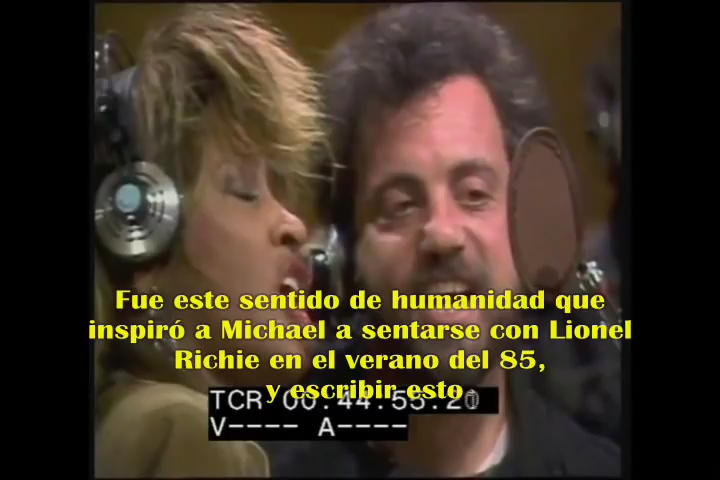 Fue este sentido de humanidad que
inspiró a Michael a sentarse con Lionel
Richie en el verano del 85,
y escribir esto
TCR 00:44:55:20
V---- A----